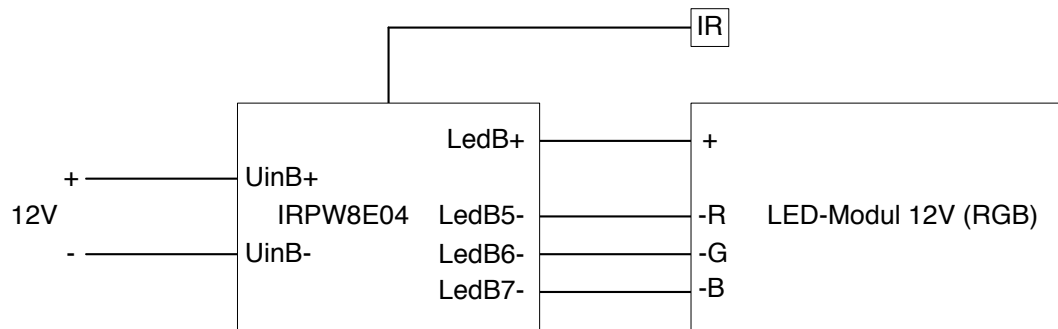 IR
LedB+ +
+ UinB+
12V IRPW8E04 LedB5- -R LED-Modul 12V (RGB)
- UinB- LedB6- -G
LedB7- -B